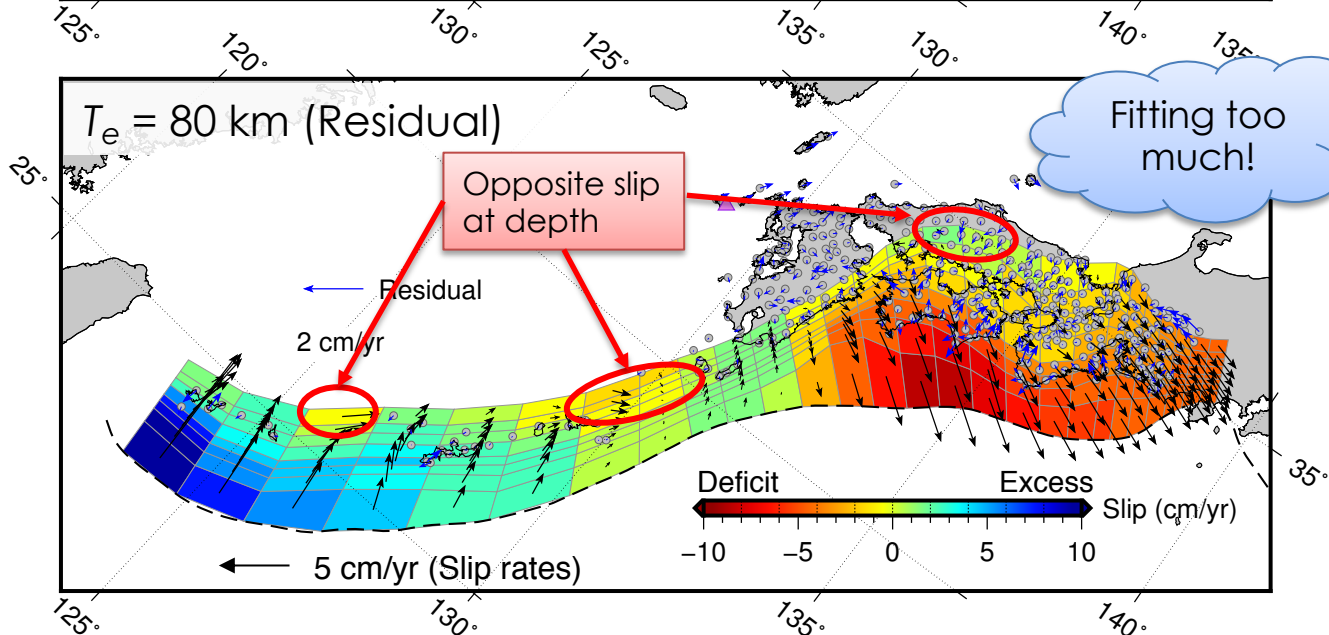 125°
120°
130°
125°
135°
130°
140°
135°
25°
Te = 80 km (Residual)
Fitting too
much!
Opposite slip
at depth
Residual
2 cm/yr
Deficit
Excess
Slip (cm/yr)
−10
−5
0
5
10
5 cm/yr (Slip rates)
35°
125°
130°
135°
140°